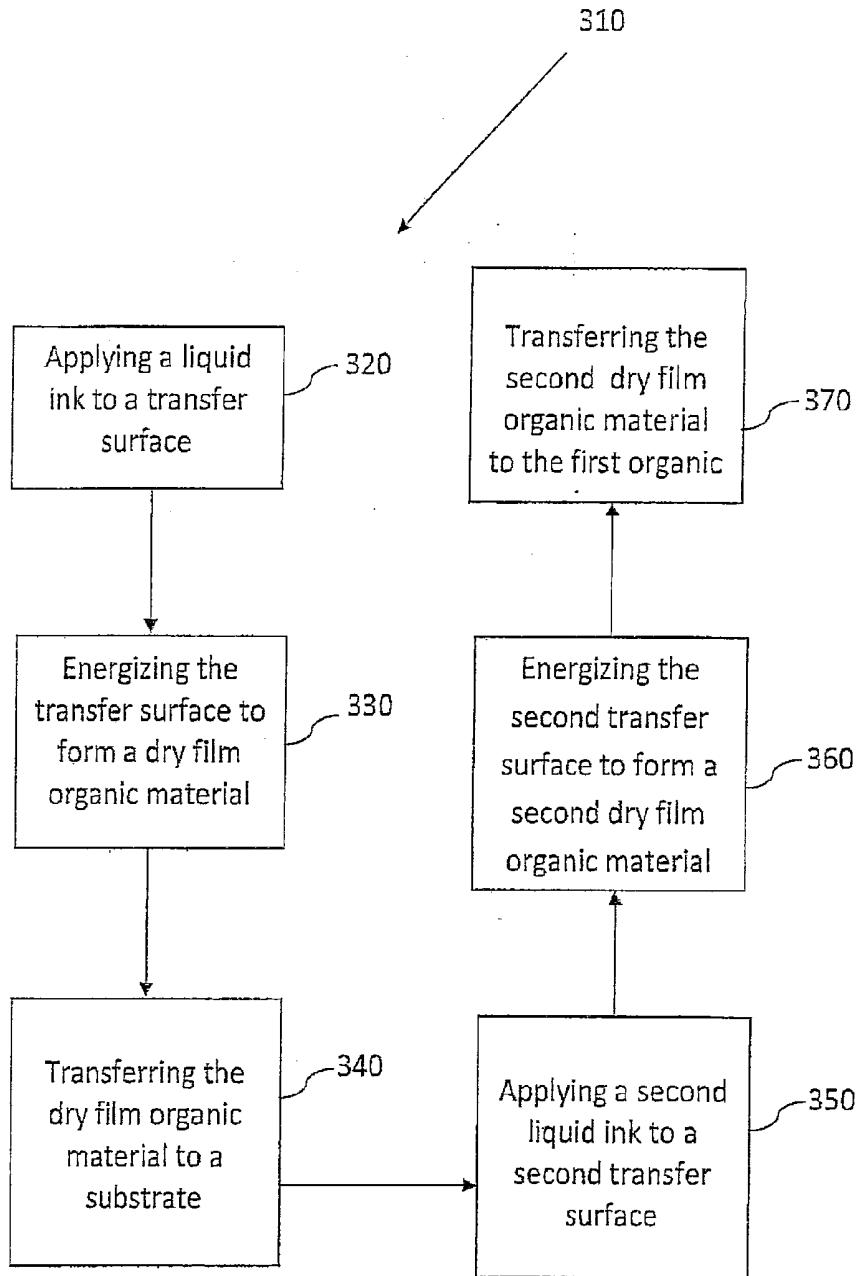 310
Applying a liquid
ink to a transfer
surface
320
Energizing the
transfer surface to
form a dry film
organic material
330
Transferring the
dry film organic
material to a
substrate
340
Applying a second
liquid ink to a
second transfer
surface
350
Energizing the
second transfer
surface to form a
second dry film
organic material
360
Transferring the
second dry film
organic material
to the first organic
370